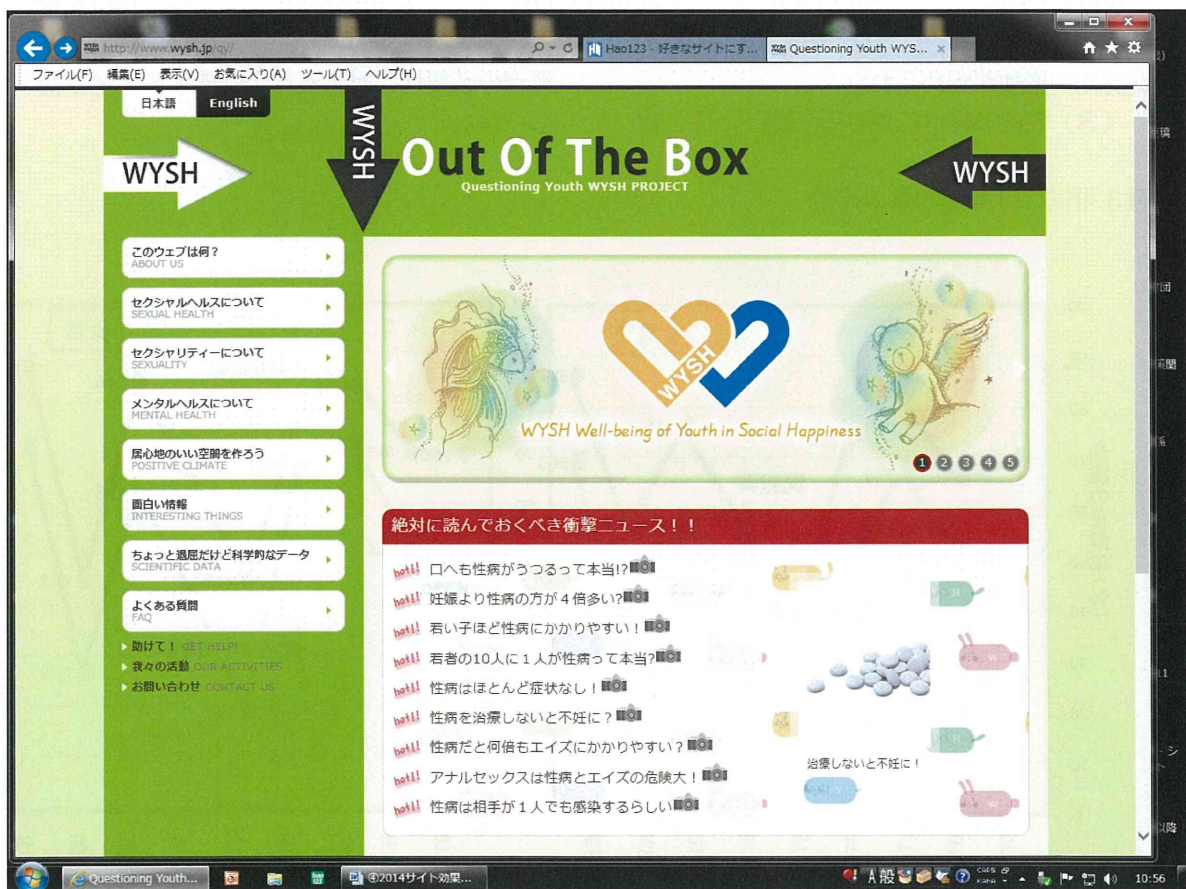 http://www.wysh.jp/qy/
Hao123 - 好きなサイトにす...
Questioning Youth WYS...
ファイル(F) 編集(E) 表示(V) お気に入り(A) ツール(T) ヘルプ(H)
日本語 English
WYSH
WYSH
Out Of The Box
Questioning Youth WYSH PROJECT
WYSH
このウェブは何？
ABOUT US
セクシャルヘルスについて
SEXUAL HEALTH
セクシャリティーについて
SEXUALITY
メンタルヘルスについて
MENTAL HEALTH
居心地のいい空間を作ろう
POSITIVE CLIMATE
面白い情報
INTERESTING THINGS
ちょっと退屈だけど科学的なデータ
SCIENTIFIC DATA
よくある質問
FAQ
助けて！ GET HELP!
我々の活動 OUR ACTIVITIES
お問い合わせ CONTACT US
WYSH
WYSH Well-being of Youth in Social Happiness
1 2 3 4 5
絶対に読んでおくべき衝撃ニュース！！
hot!! 口へも性病がうつるって本当!?
hot!! 妊娠より性病の方が４倍多い?
hot!! 若い子ほど性病にかかりやすい！
hot!! 若者の10人に１人が性病って本当?
hot!! 性病はほとんど症状なし！
hot!! 性病を治療しないと不妊に？
hot!! 性病だと何倍もエイズにかかりやすい？
hot!! アナルセックスは性病とエイズの危険大！
hot!! 性病は相手が１人でも感染するらしい
治療しないと不妊に！
Questioning Youth...
④2014サイト効果...
A 般
CAPS
KANA
10:56